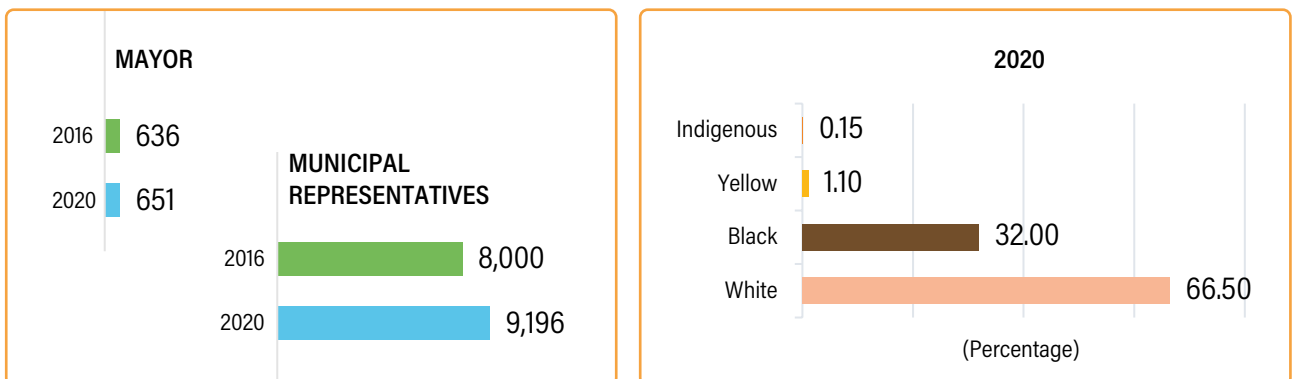 MAYOR
2016 636
2020 651
MUNICIPAL
REPRESENTATIVES
2016 8,000
2020 9,196
2020
Indigenous 0.15
Yellow 1.10
Black 32.00
White 66.50
(Percentage)